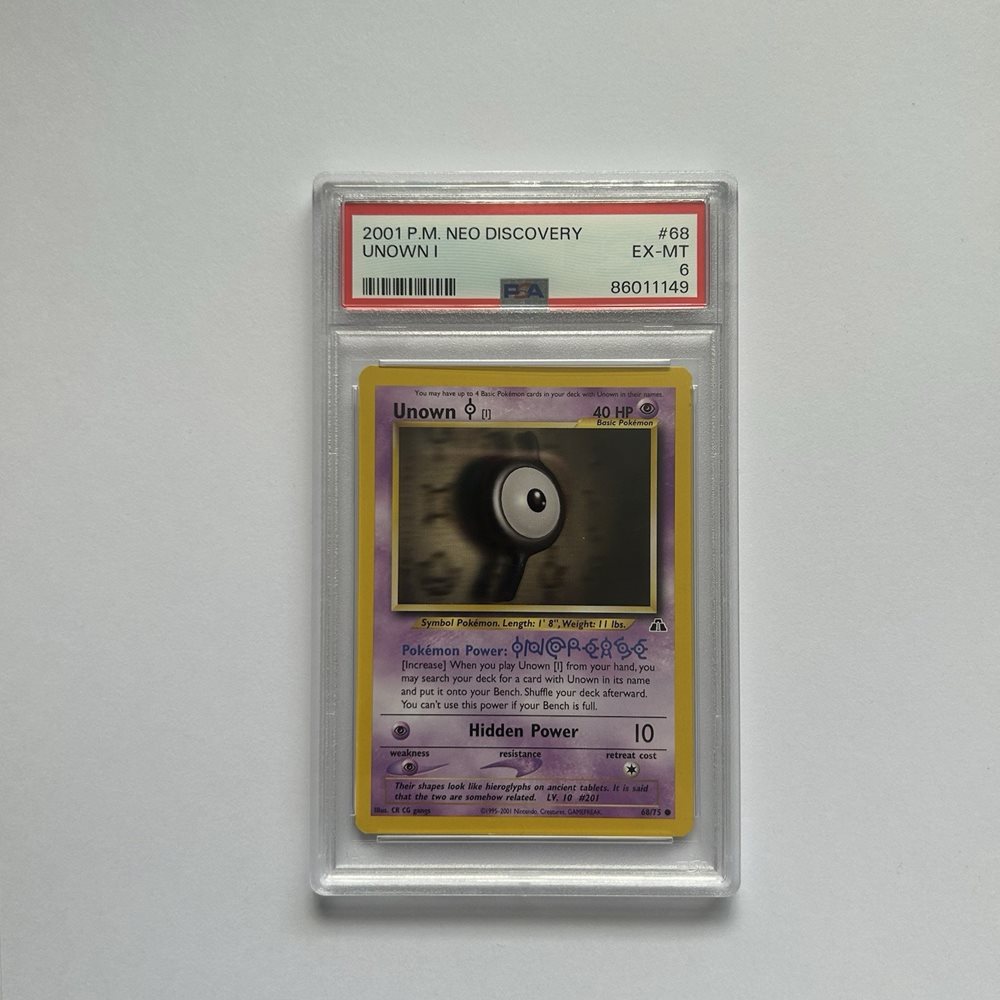 2001 P.M. NEO DISCOVERY #68
UNOWN I EX-MT
6
PSA 86011149
You may have up to 4 Basic Pokémon cards in your deck with Unown in their names.
Unown [I] 40 HP
Basic Pokémon
Symbol Pokémon. Length: 1' 8", Weight: 11 lbs.
Pokémon Power:
[Increase] When you play Unown [I] from your hand, you
may search your deck for a card with Unown in its name
and put it onto your Bench. Shuffle your deck afterward.
You can't use this power if your Bench is full.
Hidden Power 10
weakness resistance retreat cost
Their shapes look like hieroglyphs on ancient tablets. It is said
that the two are somehow related. LV. 10 #201
Illus. CR CG gangs ©1995-2001 Nintendo, Creatures, GAMEFREAK. 68/75